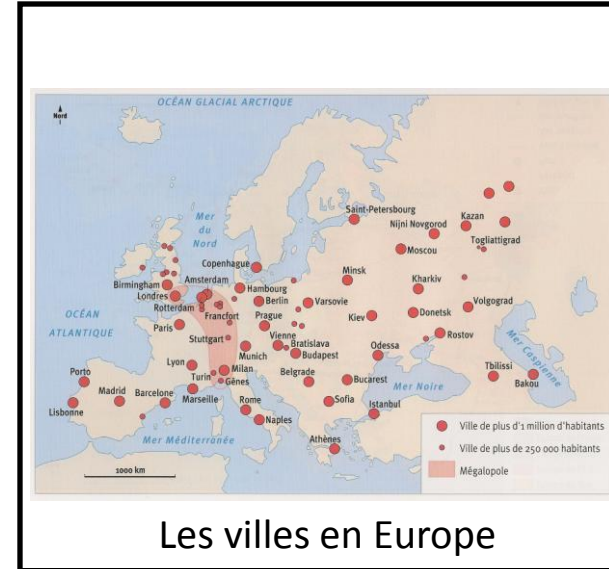 OCÉAN GLACIAL ARCTIQUE
Nord
Mer
du
Nord
Saint-Petersbourg
Nijni Novgorod
Kazan
Togliattigrad
Moscou
Copenhague
Minsk
Kharkiv
Amsterdam
Hambourg
Birmingham
Londres
Berlin
Varsovie
Volgograd
Rotterdam
Francfort
Prague
Kiev
Donetsk
OCÉAN
ATLANTIQUE
Paris
Stuttgart
Vienne
Bratislava
Rostov
Munich
Budapest
Odessa
Lyon
Milan
Turin
Gênes
Belgrade
Bucarest
Mer Noire
Mer Caspienne
Tbilissi
Bakou
Porto
Madrid
Barcelone
Marseille
Rome
Sofia
Istanbul
Lisbonne
Naples
Athènes
Mer Méditerranée
1000 km
Ville de plus d'1 million d'habitants
Ville de plus de 250 000 habitants
Mégalopole
Les villes en Europe